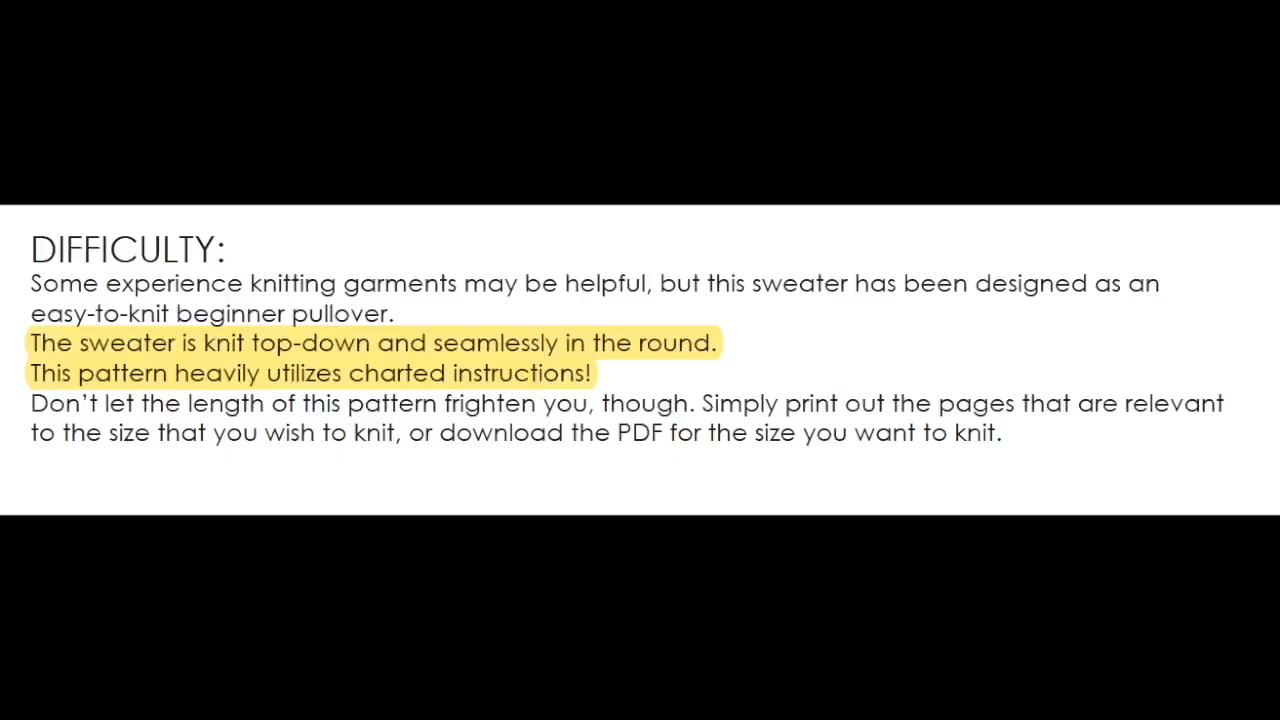 DIFFICULTY:
Some experience knitting garments may be helpful, but this sweater has been designed as an
easy-to-knit beginner pullover.
The sweater is knit top-down and seamlessly in the round.
This pattern heavily utilizes charted instructions!
Don’t let the length of this pattern frighten you, though. Simply print out the pages that are relevant
to the size that you wish to knit, or download the PDF for the size you want to knit.